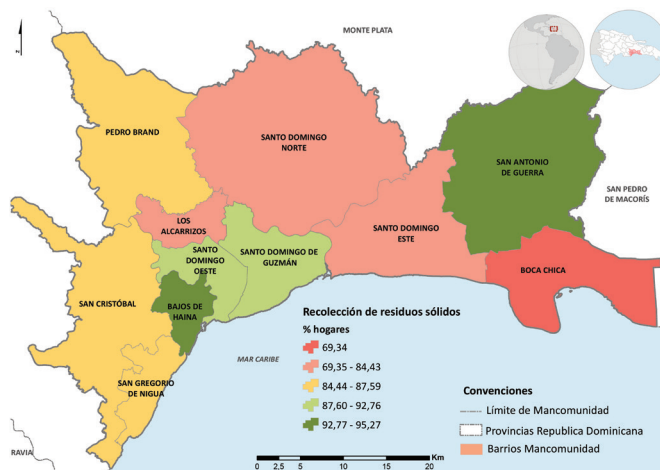 MONTE PLATA
PEDRO BRAND
SANTO DOMINGO
NORTE
SAN ANTONIO
DE GUERRA
SAN PEDRO
DE MACORÍS
LOS
ALCARRIZOS
SANTO
DOMINGO
OESTE
SANTO DOMINGO DE
GUZMÁN
SANTO DOMINGO
ESTE
BOCA CHICA
SAN CRISTÓBAL
BAJOS DE
HAINA
SAN GREGORIO
DE NIGUA
MAR CARIBE
RAVIA
Recolección de residuos sólidos
% hogares
69,34
69,35 - 84,43
84,44 - 87,59
87,60 - 92,76
92,77 - 95,27
Convenciones
Límite de Mancomunidad
Provincias Republica Dominicana
Barrios Mancomunidad
Km
0 2,5 5 10 15 20